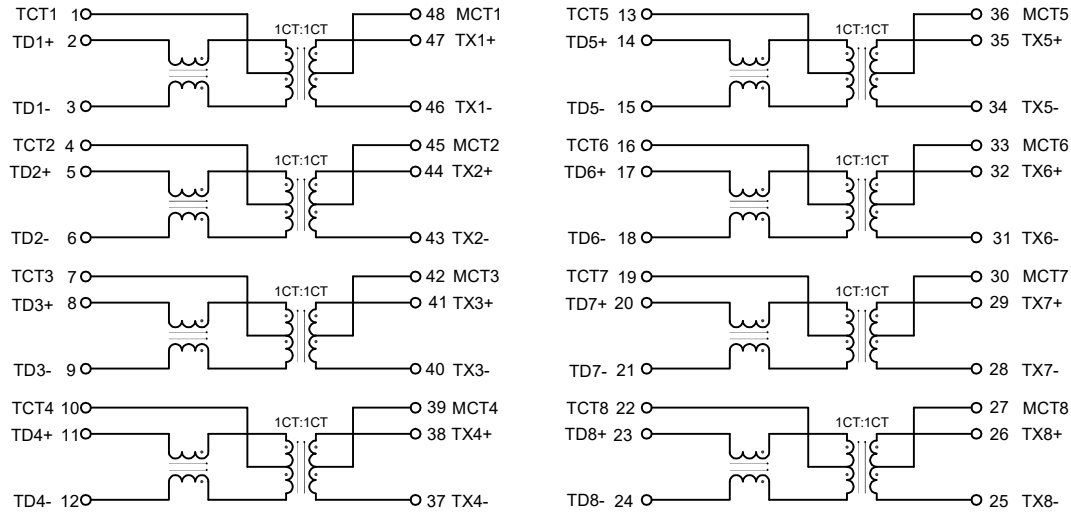 TCT1 1 48 MCT1
1CT:1CT
TD1+ 2 47 TX1+
TD1- 3 46 TX1-
TCT2 4 45 MCT2
1CT:1CT
TD2+ 5 44 TX2+
TD2- 6 43 TX2-
TCT3 7 42 MCT3
1CT:1CT
TD3+ 8 41 TX3+
TD3- 9 40 TX3-
TCT4 10 39 MCT4
1CT:1CT
TD4+ 11 38 TX4+
TD4- 12 37 TX4-
TCT5 13 36 MCT5
1CT:1CT
TD5+ 14 35 TX5+
TD5- 15 34 TX5-
TCT6 16 33 MCT6
1CT:1CT
TD6+ 17 32 TX6+
TD6- 18 31 TX6-
TCT7 19 30 MCT7
1CT:1CT
TD7+ 20 29 TX7+
TD7- 21 28 TX7-
TCT8 22 27 MCT8
1CT:1CT
TD8+ 23 26 TX8+
TD8- 24 25 TX8-